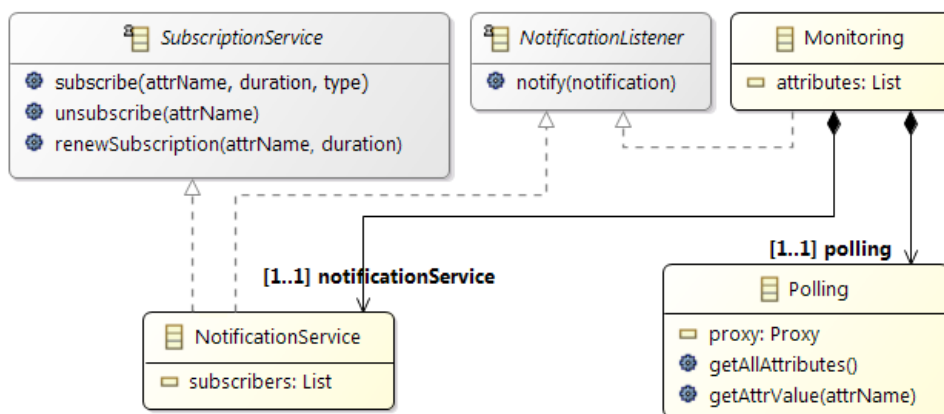 SubscriptionService
subscribe(attrName, duration, type)
unsubscribe(attrName)
renewSubscription(attrName, duration)
NotificationListener
notify(notification)
Monitoring
attributes: List
[1..1] notificationService
[1..1] polling
NotificationService
subscribers: List
Polling
proxy: Proxy
getAllAttributes()
getAttrValue(attrName)